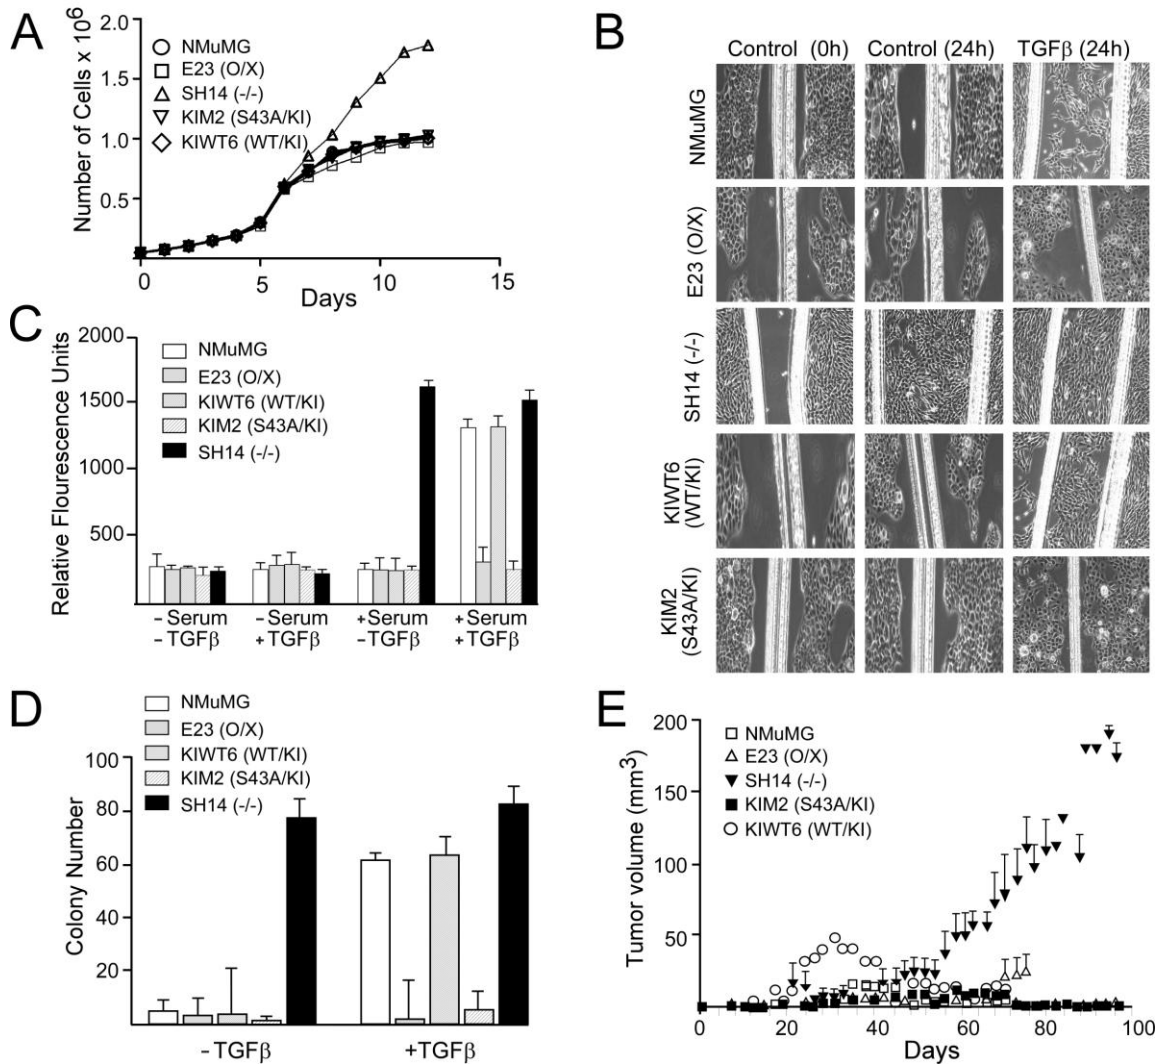 A
Number of Cells x 10⁶
2.0
1.5
1.0
0.5
NMuMG
E23 (O/X)
SH14 (-/-)
KIM2 (S43A/KI)
KIWT6 (WT/KI)
0
5
10
15
Days
B
Control (0h)
Control (24h)
TGFβ (24h)
NMuMG
E23 (O/X)
SH14 (-/-)
KIWT6
(WT/KI)
KIM2
(S43A/KI)
C
Relative Flourescence Units
2000
1500
1000
500
NMuMG
E23 (O/X)
KIWT6 (WT/KI)
KIM2 (S43A/KI)
SH14 (-/-)
– Serum
– TGFβ
– Serum
+TGFβ
+Serum
– TGFβ
+Serum
+TGFβ
D
Colony Number
100
80
60
40
20
NMuMG
E23 (O/X)
KIWT6 (WT/KI)
KIM2 (S43A/KI)
SH14 (-/-)
– TGFβ
+TGFβ
E
Tumor volume (mm³)
200
150
100
50
0
NMuMG
E23 (O/X)
SH14 (-/-)
KIM2 (S43A/KI)
KIWT6 (WT/KI)
0
20
40
60
80
100
Days